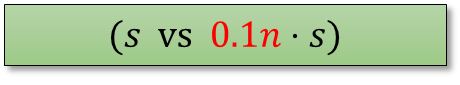 (s vs 0.1n · s)